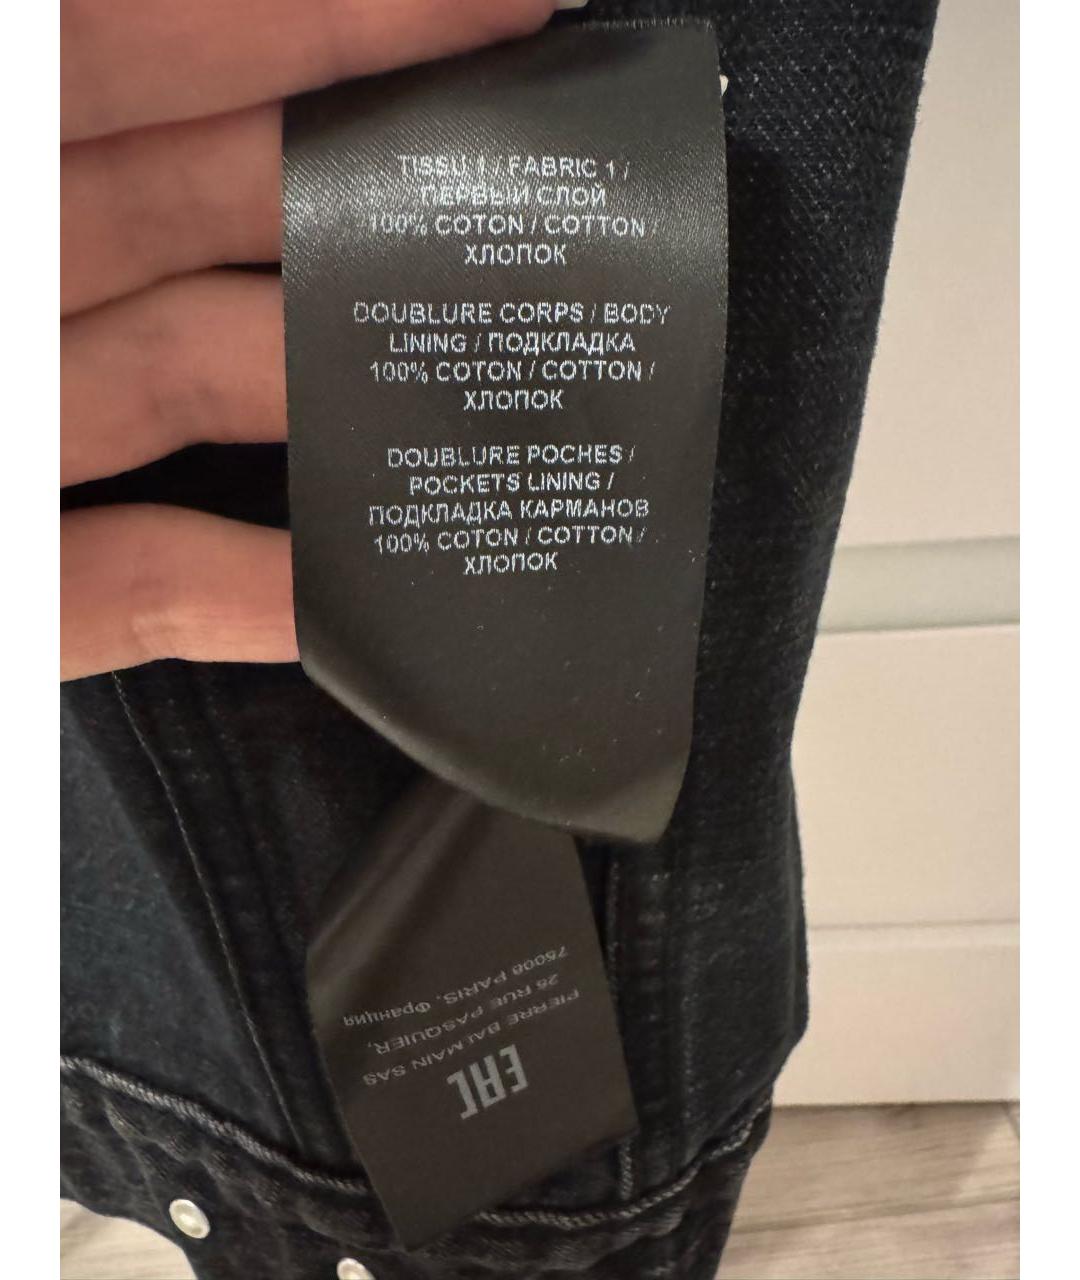 TISSU 1 / FABRIC 1 /
ПЕРВЫЙ СЛОЙ
100% COTON / COTTON /
ХЛОПОК
DOUBLURE CORPS / BODY
LINING / ПОДКЛАДКА
100% COTON / COTTON /
ХЛОПОК
DOUBLURE POCHES /
POCKETS LINING /
ПОДКЛАДКА КАРМАНОВ
100% COTON / COTTON /
ХЛОПОК
EAC
PIERRE BALMAIN SAS
25 RUE PASQUIER,
75008 PARIS, Франция